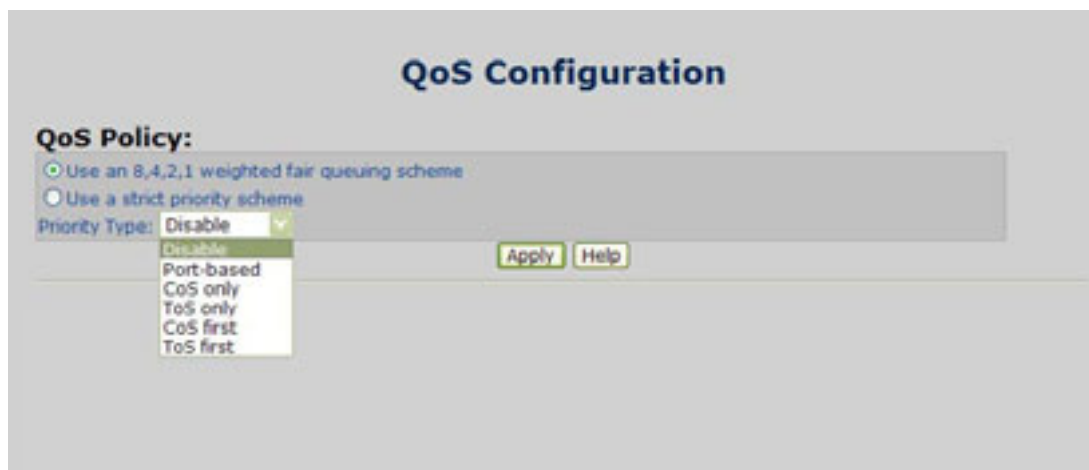 QoS Configuration
QoS Policy:
Use an 8,4,2,1 weighted fair queuing scheme
Use a strict priority scheme
Priority Type: Disable
Disable
Port-based
CoS only
ToS only
CoS first
ToS first
Apply Help